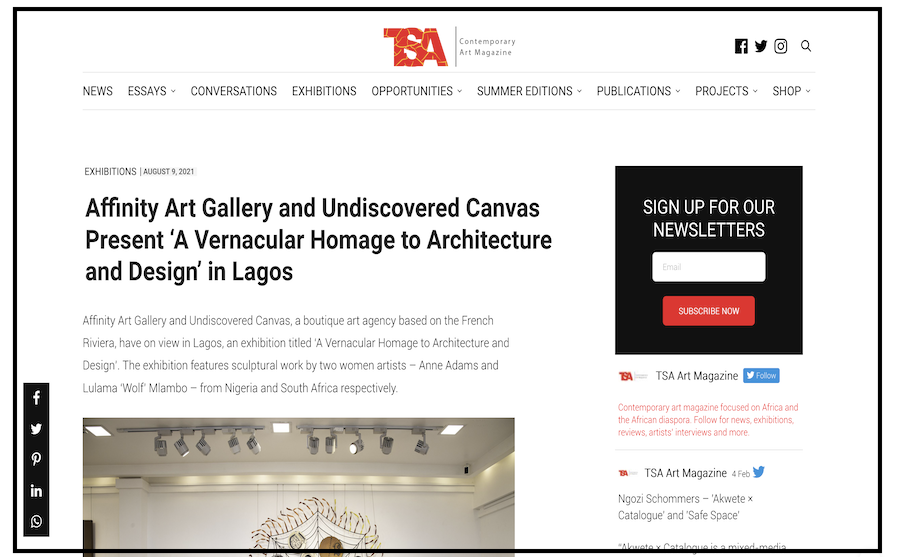 TSA
Contemporary
Art Magazine
NEWS ESSAYS CONVERSATIONS EXHIBITIONS OPPORTUNITIES SUMMER EDITIONS PUBLICATIONS PROJECTS SHOP
EXHIBITIONS | AUGUST 9, 2021
Affinity Art Gallery and Undiscovered Canvas
Present ‘A Vernacular Homage to Architecture
and Design’ in Lagos
Affinity Art Gallery and Undiscovered Canvas, a boutique art agency based on the French
Riviera, have on view in Lagos, an exhibition titled ‘A Vernacular Homage to Architecture and
Design’. The exhibition features sculptural work by two women artists – Anne Adams and
Lulama ‘Wolf’ Mlambo – from Nigeria and South Africa respectively.
SIGN UP FOR OUR
NEWSLETTERS
Email
SUBSCRIBE NOW
TSA TSA Art Magazine Follow
Contemporary art magazine focused on Africa and
the African diaspora. Follow for news, exhibitions,
reviews, artists' interviews and more.
TSA TSA Art Magazine 4 Feb
Ngozi Schommers – 'Akwete ×
Catalogue' and 'Safe Space'
"Akwete × Catalogue is a mixed-media